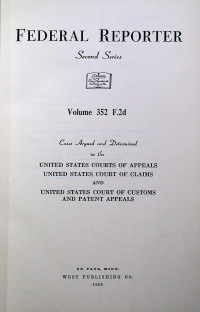 FEDERAL REPORTER
Second Series
Volume 352 F.2d
Cases Argued and Determined
in the
UNITED STATES COURTS OF APPEALS
UNITED STATES COURT OF CLAIMS
AND
UNITED STATES COURT OF CUSTOMS
AND PATENT APPEALS
ST. PAUL, MINN.
WEST PUBLISHING CO.